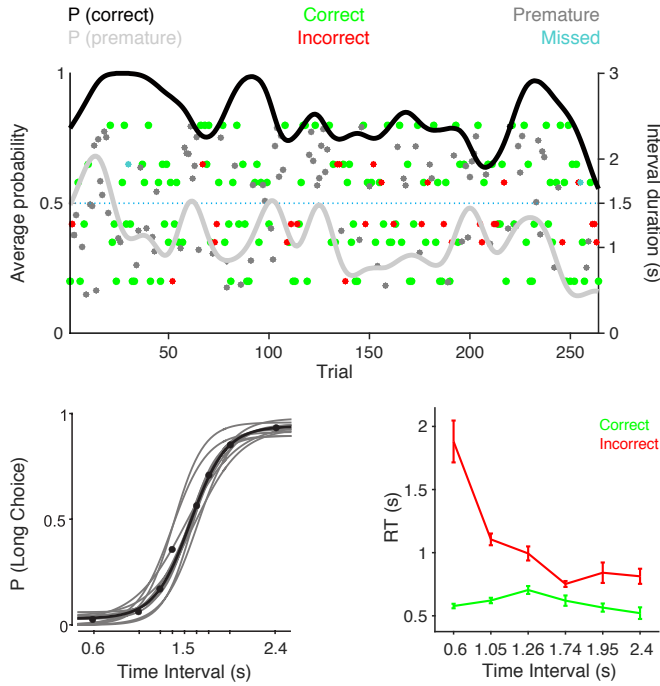 P (correct) Correct Premature
P (premature) Incorrect Missed
1 3
Average probability
Interval duration (s)
2
0.5 1.5
1
0 0
50 100 150 200 250
Trial
1
P (Long Choice)
0.5
0
0.6 1.5 2.4
Time Interval (s)
Correct
Incorrect
2
RT (s)
1.5
1
0.5
0.6 1.05 1.26 1.74 1.95 2.4
Time Interval (s)